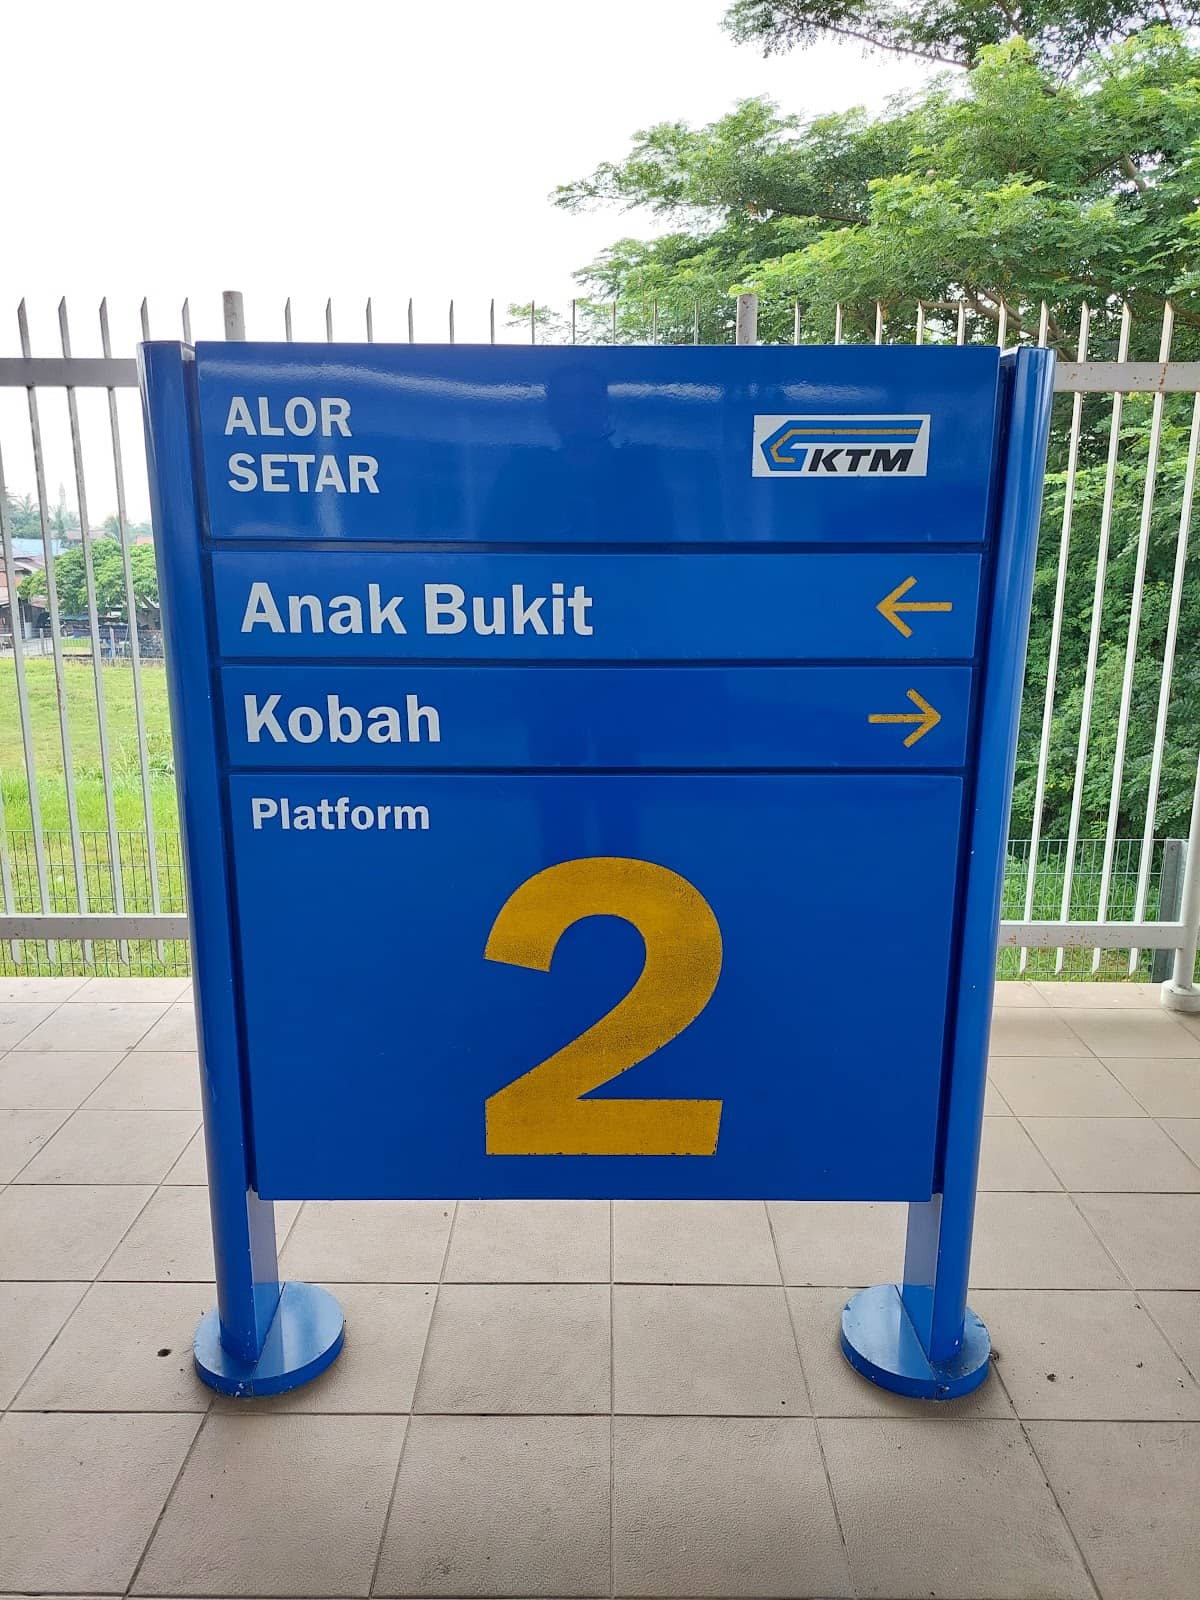 ALOR
SETAR
KTM
Anak Bukit ←
Kobah →
Platform
2